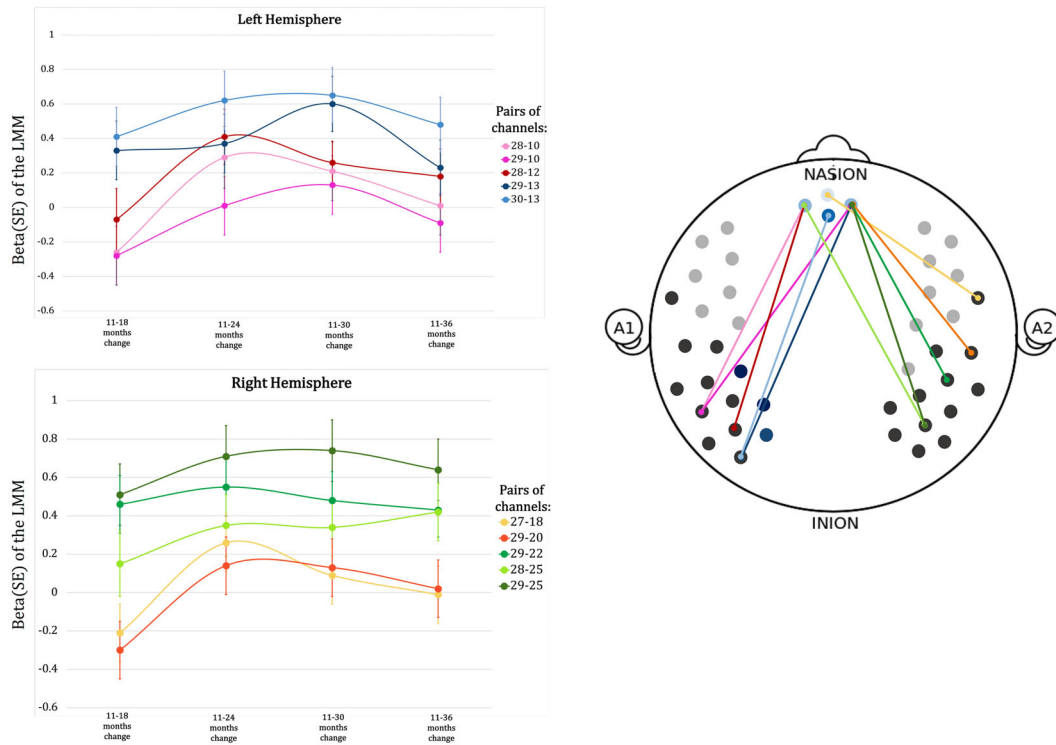 Left Hemisphere
1
0.8
0.6
0.4
0.2
0
-0.2
-0.4
-0.6
Beta(SE) of the LMM
11-18
months
change
11-24
months
change
11-30
months
change
11-36
months
change
Pairs of
channels:
28-10
29-10
28-12
29-13
30-13
Right Hemisphere
1
0.8
0.6
0.4
0.2
0
-0.2
-0.4
-0.6
Beta(SE) of the LMM
11-18
months
change
11-24
months
change
11-30
months
change
11-36
months
change
Pairs of
channels:
27-18
29-20
29-22
28-25
29-25
NASION
A1
A2
INION